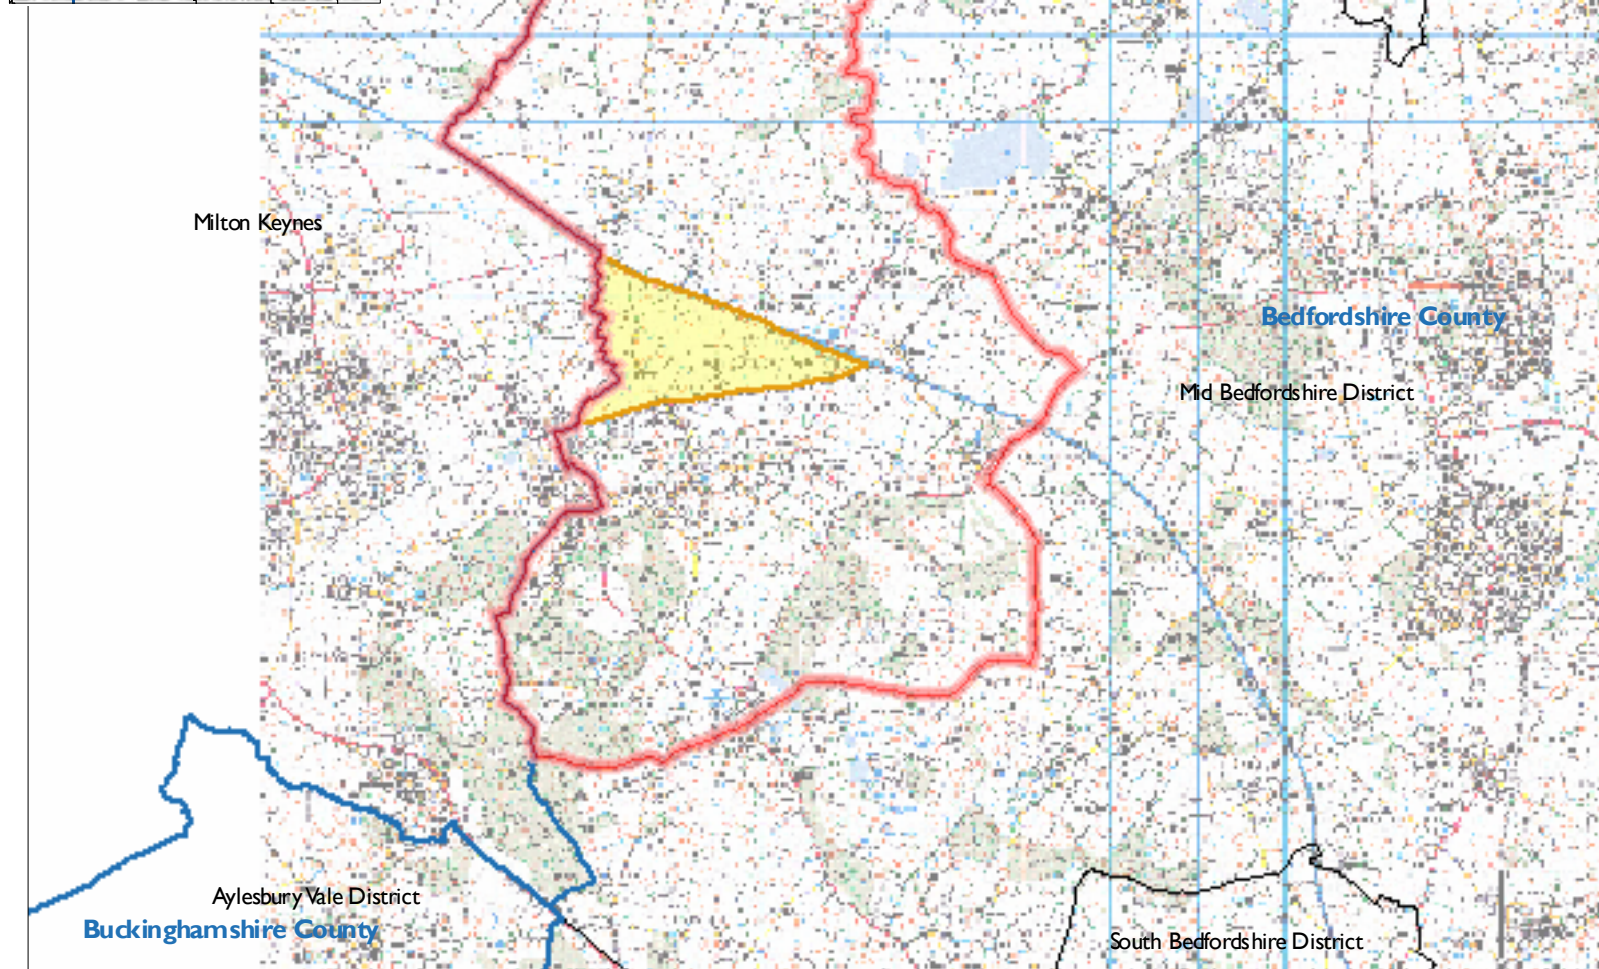 Milton Keynes
Bedfordshire County
Mid Bedfordshire District
Aylesbury Vale District
Buckinghamshire County
South Bedfordshire District